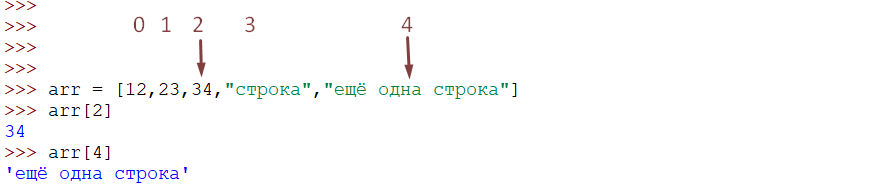 >>>
>>> 0 1 2 3 4
>>>
>>>
>>> arr = [12,23,34,"строка","ещё одна строка"]
>>> arr[2]
34
>>> arr[4]
'ещё одна строка'